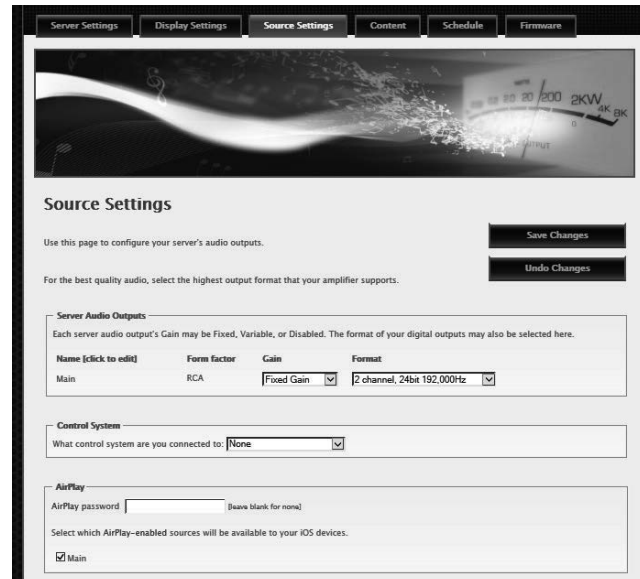 Server Settings Display Settings Source Settings Content Schedule Firmware
20 200 2KW 4K 8K
0
Source Settings
Save Changes
Use this page to configure your server's audio outputs.
Undo Changes
For the best quality audio, select the highest output format that your amplifier supports.
Server Audio Outputs
Each server audio output's Gain may be Fixed, Variable, or Disabled. The format of your digital outputs may also be selected here.
Name [click to edit] Form factor Gain Format
Main RCA Fixed Gain 2 channel, 24bit 192,000Hz
Control System
What control system are you connected to: None
AirPlay
AirPlay password [leave blank for none]
Select which AirPlay-enabled sources will be available to your iOS devices.
Main